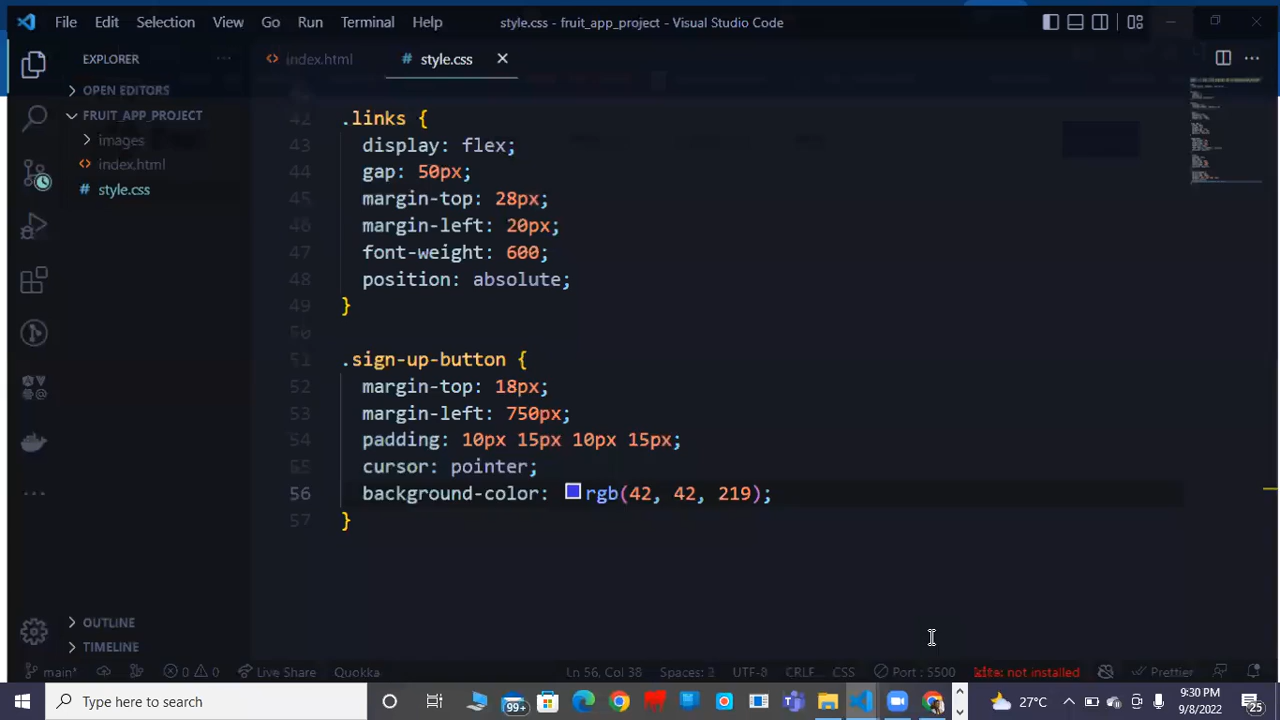 File Edit Selection View Go Run Terminal Help style.css - fruit_app_project - Visual Studio Code
EXPLORER
OPEN EDITORS
FRUIT_APP_PROJECT
images
index.html
style.css
OUTLINE
TIMELINE
index.html style.css
42 .links {
43 display: flex;
44 gap: 50px;
45 margin-top: 28px;
46 margin-left: 20px;
47 font-weight: 600;
48 position: absolute;
49 }
50
51 .sign-up-button {
52 margin-top: 18px;
53 margin-left: 750px;
54 padding: 10px 15px 10px 15px;
55 cursor: pointer;
56 background-color: rgb(42, 42, 219);
57 }
main* 0 0 Live Share Quokka Ln 56, Col 38 Spaces: 2 UTF-8 CRLF CSS Port : 5500 kite: not installed Prettier
Type here to search 99+ 27°C 9:30 PM
9/8/2022 25